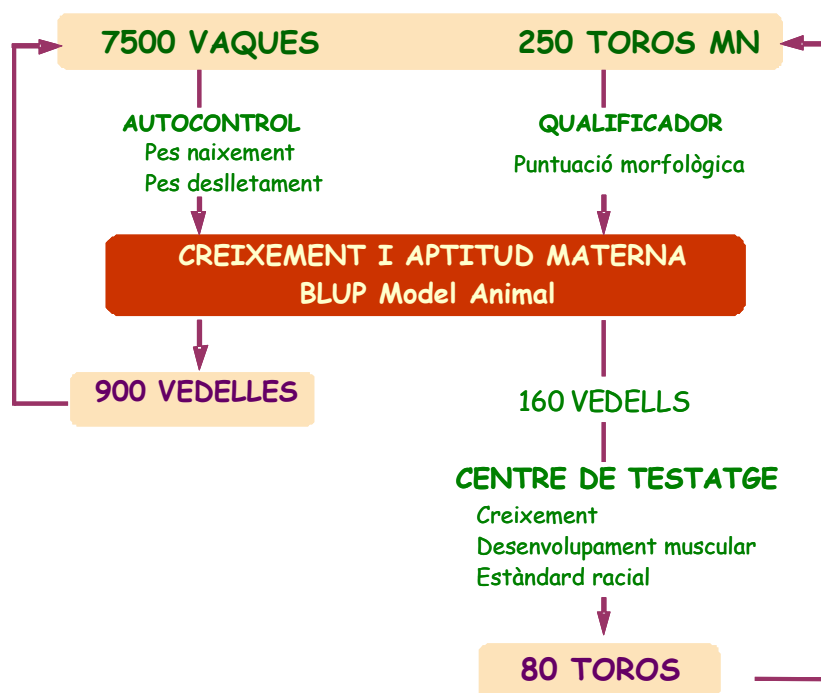 7500 VAQUES
250 TOROS MN
AUTOCONTROL
Pes naixement
Pes deslletament
QUALIFICADOR
Puntuació morfològica
CREIXEMENT I APTITUD MATERNA
BLUP Model Animal
900 VEDELLES
160 VEDELLS
CENTRE DE TESTATGE
Creixement
Desenvolupament muscular
Estàndard racial
80 TOROS